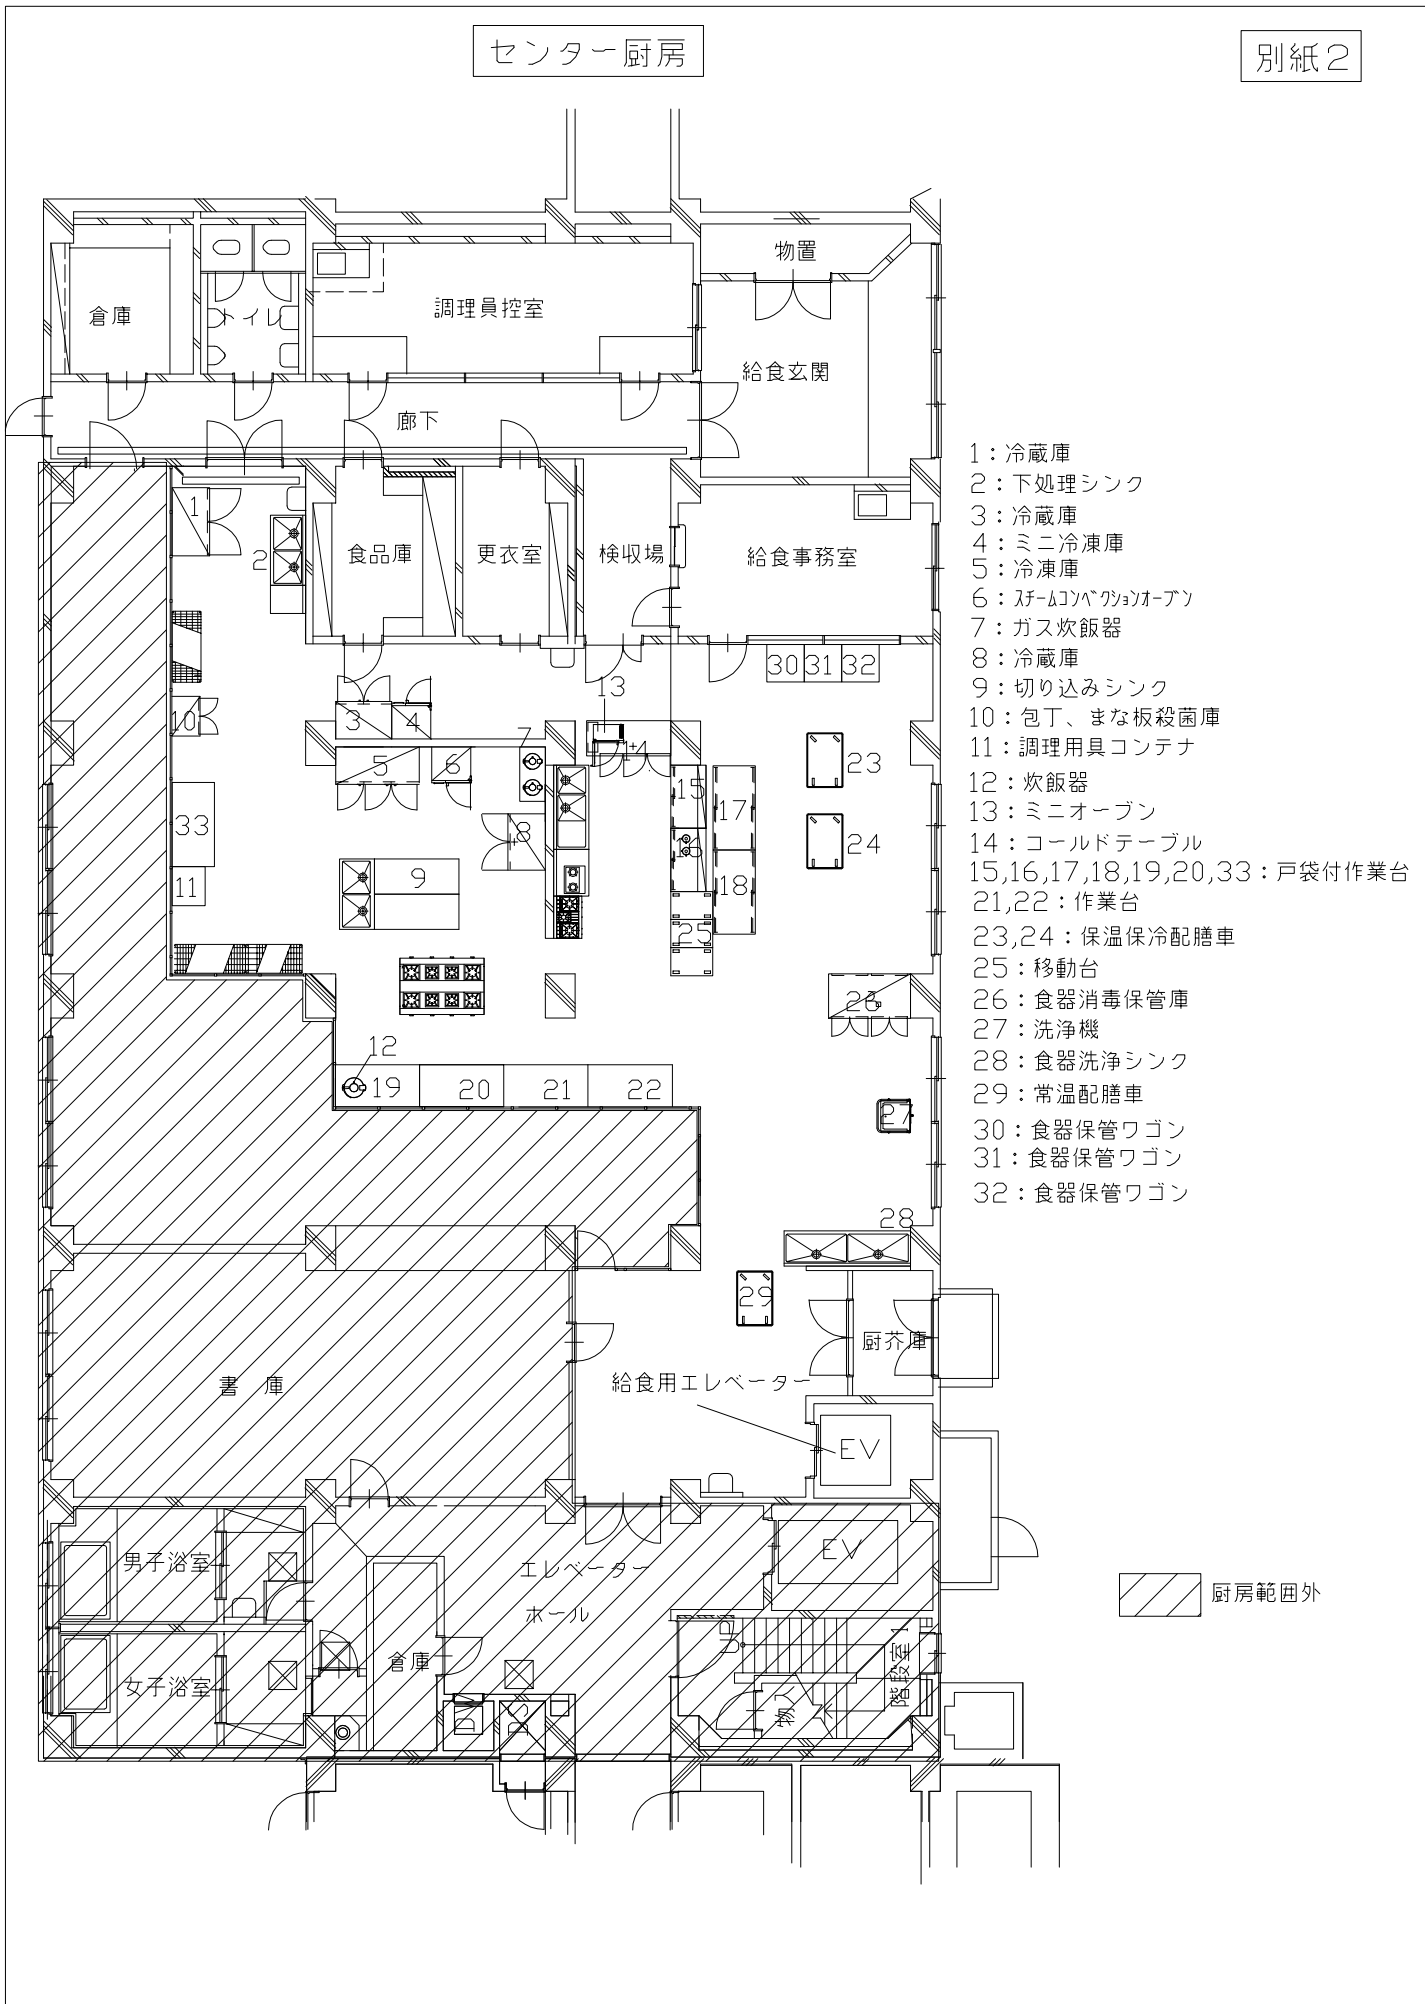 センター厨房
別紙２
物置
倉庫
トイレ
調理員控室
給食玄関
廊下
1
2
食品庫
更衣室
検収場
給食事務室
30
31
32
13
3
4
10
7
14
5
6
15
17
23
33
8
16
24
9
11
18
25
26
12
19
20
21
22
27
28
29
厨芥庫
書　庫
給食用エレベーター
EV
男子浴室
エレベーター
ホール
EV
UP
倉庫
女子浴室
階段室1
物入
DW
DS
1：冷蔵庫
2：下処理シンク
3：冷蔵庫
4：ミニ冷凍庫
5：冷凍庫
6：ｽﾁｰﾑｺﾝﾍﾞｸｼｮﾝｵｰﾌﾞﾝ
7：ガス炊飯器
8：冷蔵庫
9：切り込みシンク
10：包丁、まな板殺菌庫
11：調理用具コンテナ
12：炊飯器
13：ミニオーブン
14：コールドテーブル
15,16,17,18,19,20,33：戸袋付作業台
21,22：作業台
23,24：保温保冷配膳車
25：移動台
26：食器消毒保管庫
27：洗浄機
28：食器洗浄シンク
29：常温配膳車
30：食器保管ワゴン
31：食器保管ワゴン
32：食器保管ワゴン
厨房範囲外